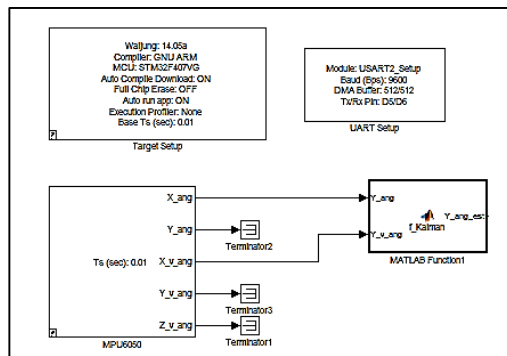 Waijung: 14.05a
Compiler: GNU ARM
MCU: STM32F407VG
Auto Compile Download: ON
Full Chip Erase: OFF
Auto run app: ON
Execution Profiler: None
Base Ts (sec): 0.01
Target Setup
Module: USART2_Setup
Baud (Bps): 9600
DMA Buffer: 512/512
Tx/Rx Pin: D5/D6
UART Setup
X_ang
Y_ang
Ts (sec): 0.01
X_v_ang
Y_v_ang
Z_v_ang
MPU6050
Terminator2
Terminator3
Terminator1
Y_ang
Y_v_ang
f_Kalman
Y_ang_est
MATLAB Function1